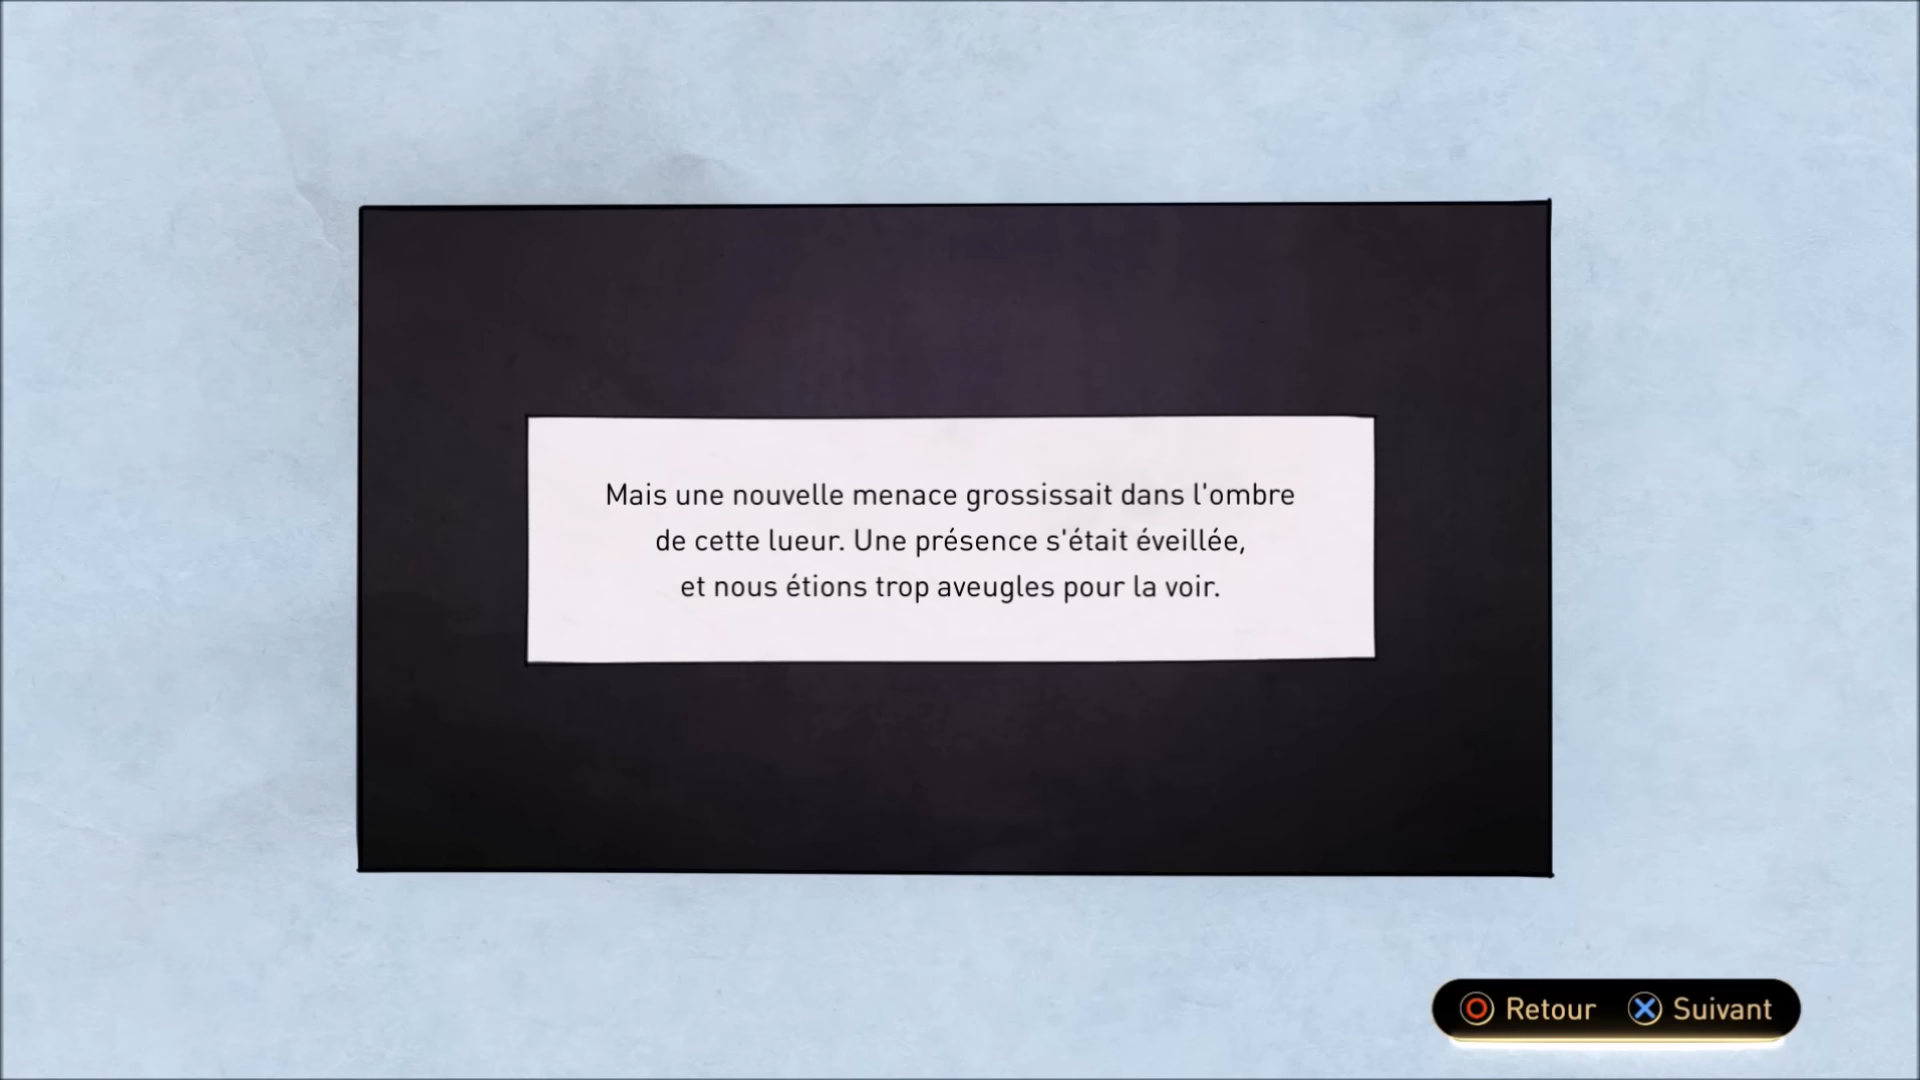 Mais une nouvelle menace grossissait dans l'ombre
de cette lueur. Une présence s'était éveillée,
et nous étions trop aveugles pour la voir.
Retour Suivant